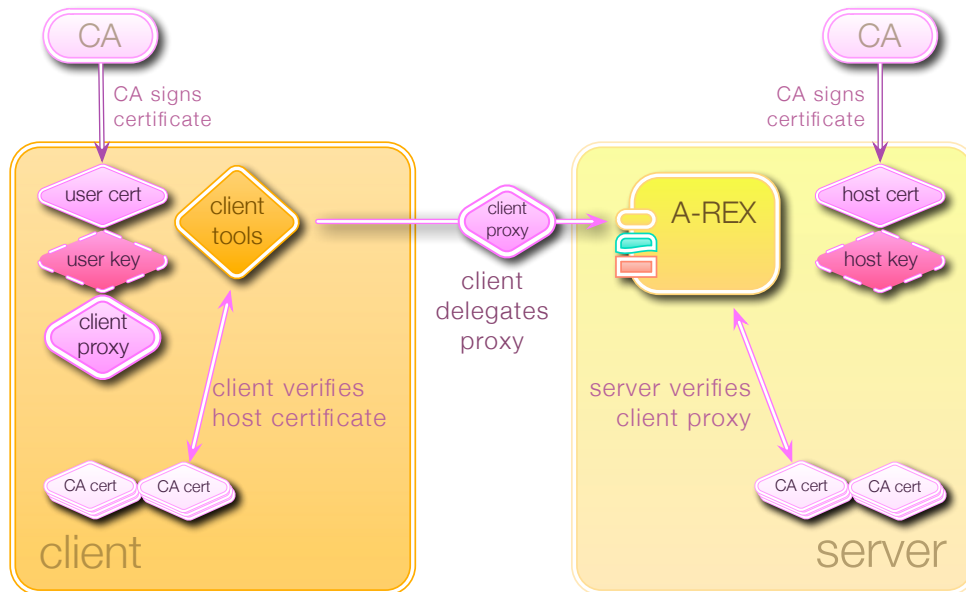 CA
CA signs
certificate
user cert
user key
client
proxy
client
tools
client verifies
host certificate
CA cert
CA cert
client
client
proxy
client
delegates
proxy
CA
CA signs
certificate
A-REX
host cert
host key
server verifies
client proxy
CA cert
CA cert
server